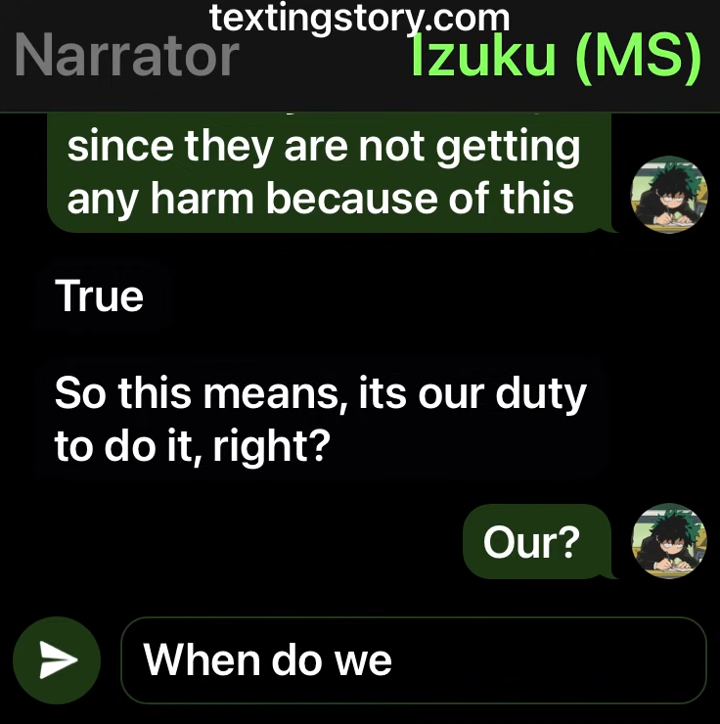 textingstory.com
Narrator
Izuku (MS)
since they are not getting
any harm because of this
True
So this means, its our duty
to do it, right?
Our?
When do we